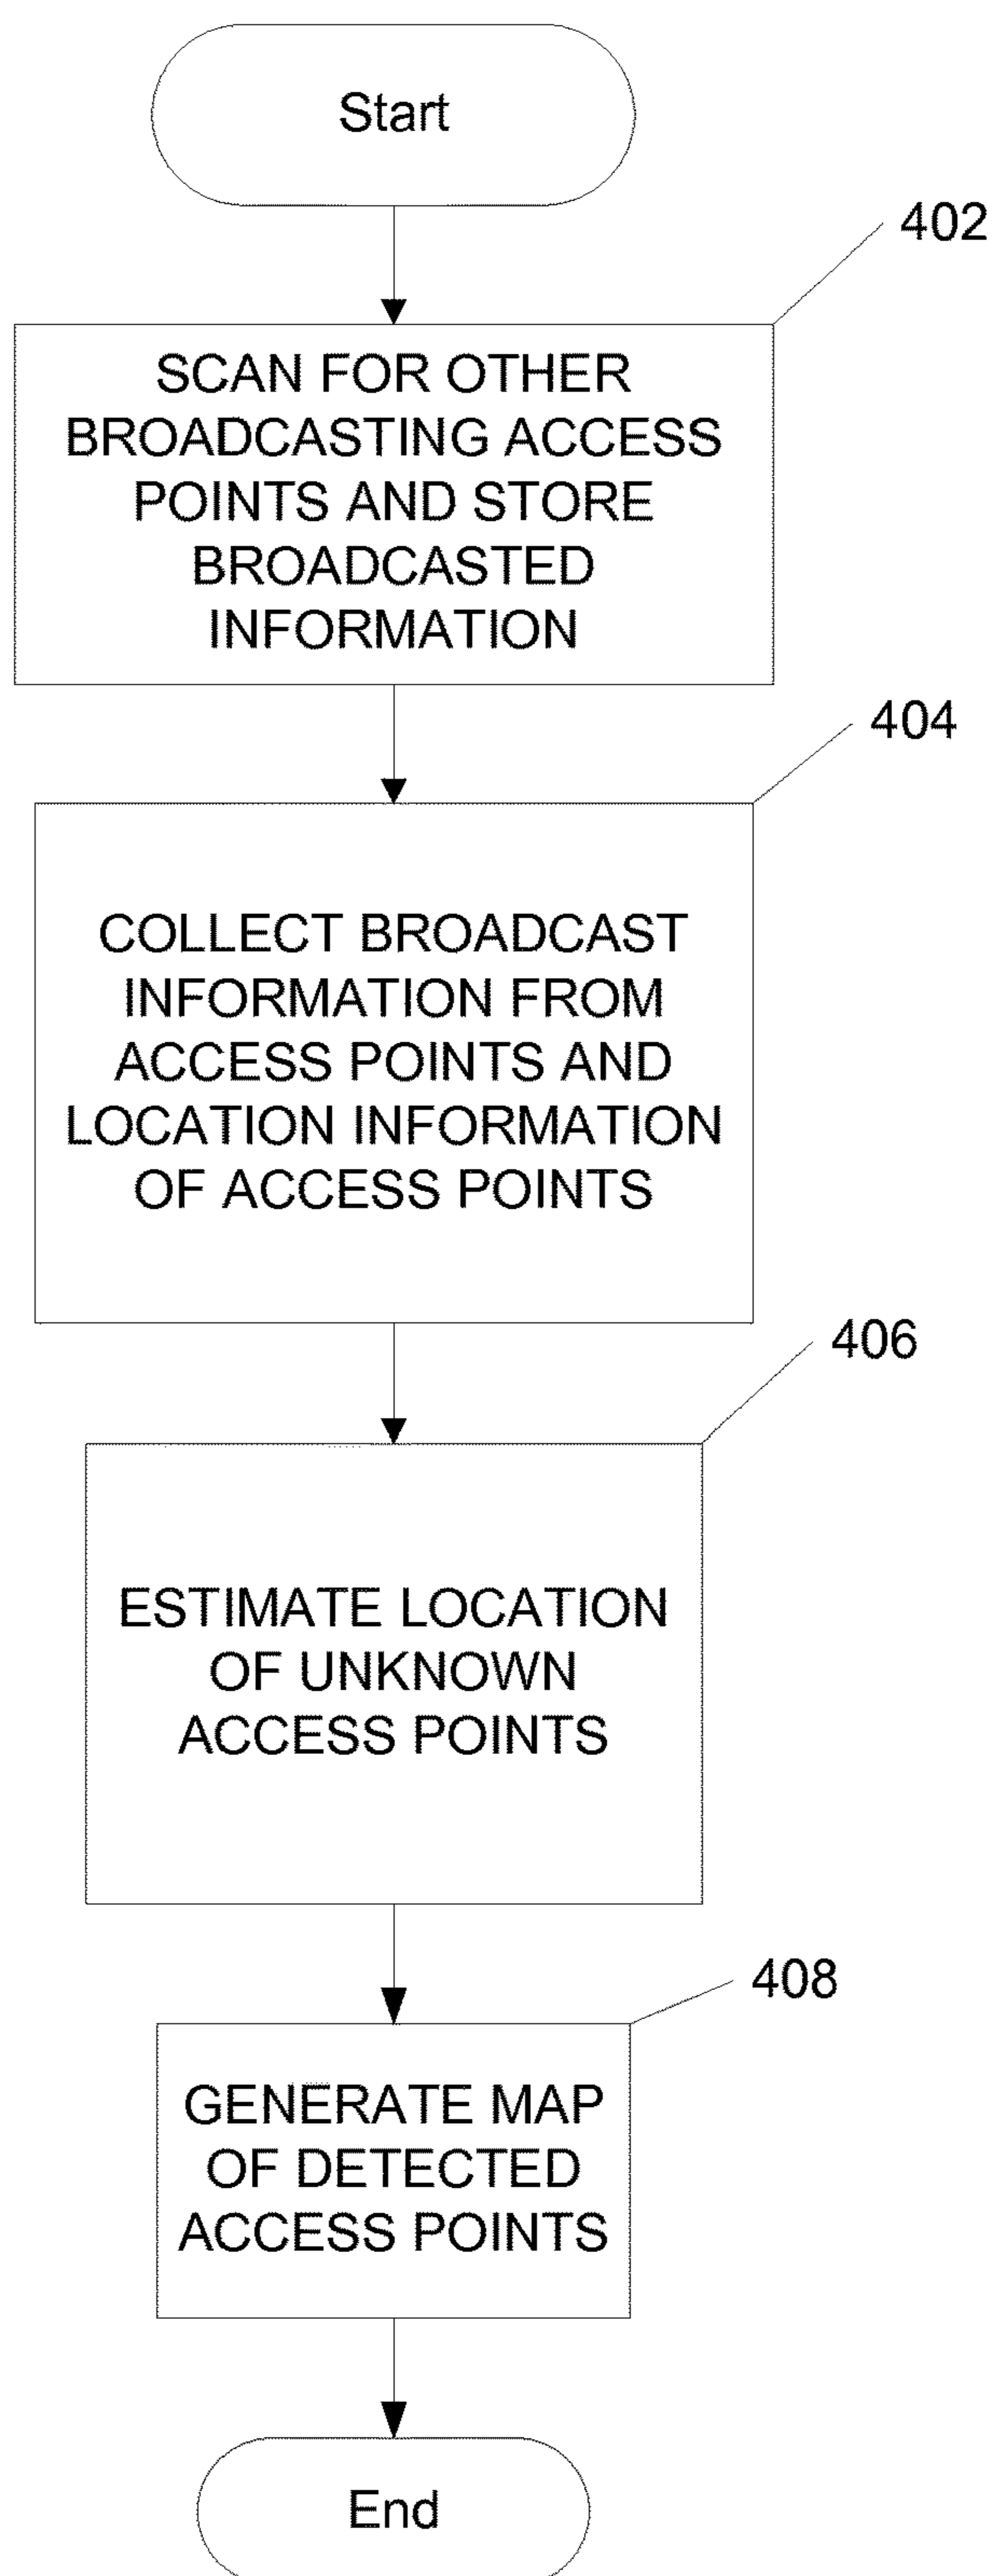 Start
402
SCAN FOR OTHER
BROADCASTING ACCESS
POINTS AND STORE
BROADCASTED
INFORMATION
404
COLLECT BROADCAST
INFORMATION FROM
ACCESS POINTS AND
LOCATION INFORMATION
OF ACCESS POINTS
406
ESTIMATE LOCATION
OF UNKNOWN
ACCESS POINTS
408
GENERATE MAP
OF DETECTED
ACCESS POINTS
End